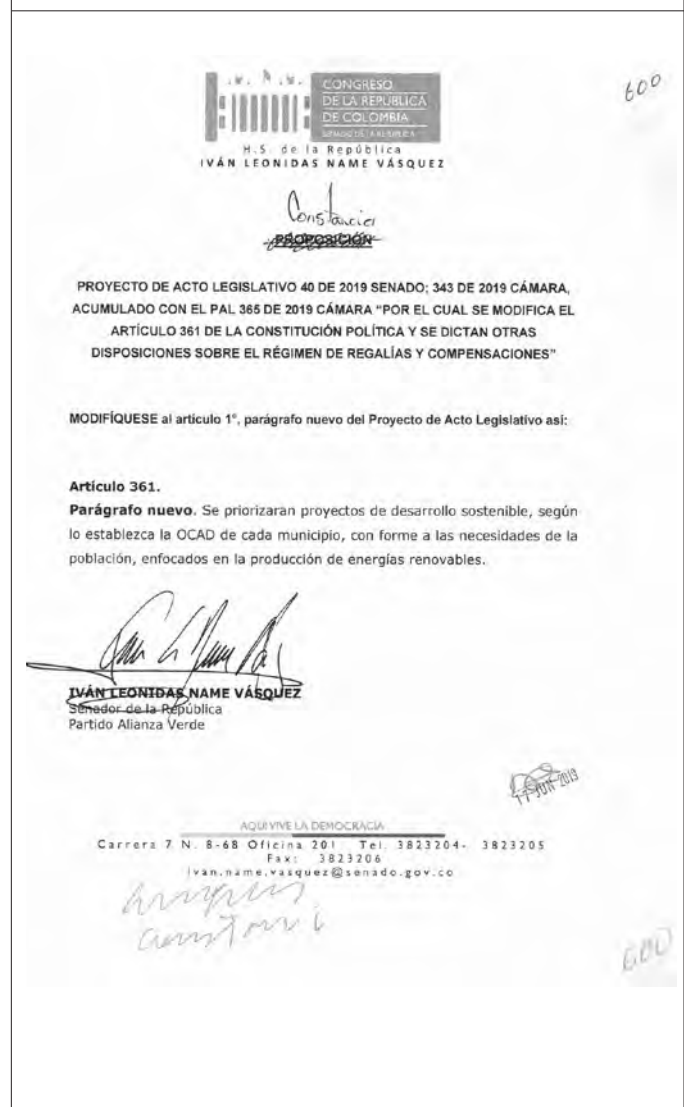 600
CONGRESO
DE LA REPÚBLICA
DE COLOMBIA
SENADO DE LA REPÚBLICA
H.S. de la República
IVÁN LEONIDAS NAME VÁSQUEZ
Constancia
PROPOSICIÓN
PROYECTO DE ACTO LEGISLATIVO 40 DE 2019 SENADO; 343 DE 2019 CÁMARA,
ACUMULADO CON EL PAL 365 DE 2019 CÁMARA “POR EL CUAL SE MODIFICA EL
ARTÍCULO 361 DE LA CONSTITUCIÓN POLÍTICA Y SE DICTAN OTRAS
DISPOSICIONES SOBRE EL RÉGIMEN DE REGALÍAS Y COMPENSACIONES”
MODIFÍQUESE al artículo 1°, parágrafo nuevo del Proyecto de Acto Legislativo así:
Artículo 361.
Parágrafo nuevo. Se priorizaran proyectos de desarrollo sostenible, según
lo establezca la OCAD de cada municipio, con forme a las necesidades de la
población, enfocados en la producción de energías renovables.
IVÁN LEONIDAS NAME VÁSQUEZ
Senador de la República
Partido Alianza Verde
JUN 2019
AQUI VIVE LA DEMOCRACIA
Carrera 7 N. 8-68 Oficina 201 Tel. 3823204- 3823205
Fax: 3823206
ivan.name.vasquez@senado.gov.co
600